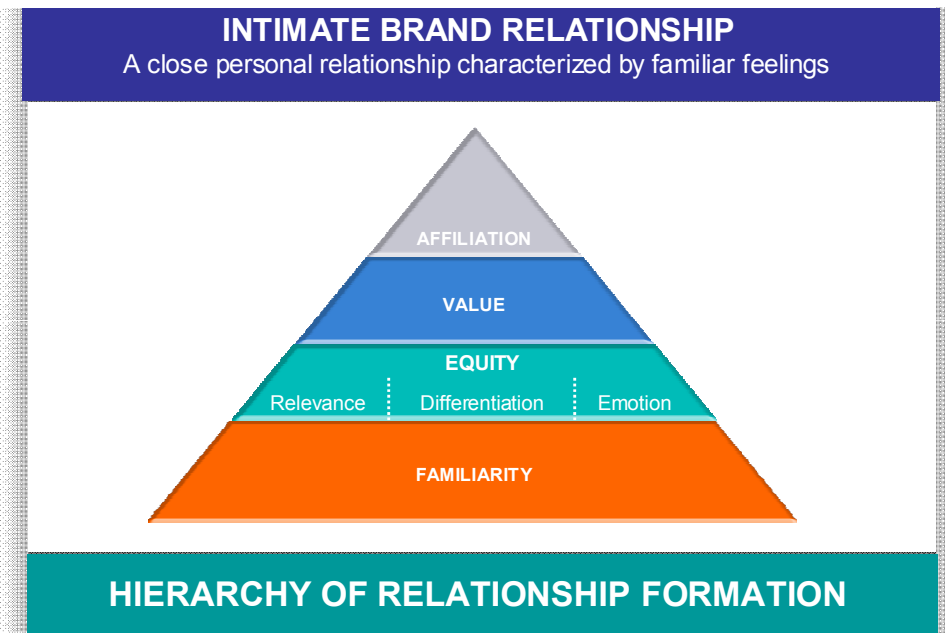 INTIMATE BRAND RELATIONSHIP
A close personal relationship characterized by familiar feelings
AFFILIATION
VALUE
EQUITY
Relevance Differentiation Emotion
FAMILIARITY
HIERARCHY OF RELATIONSHIP FORMATION